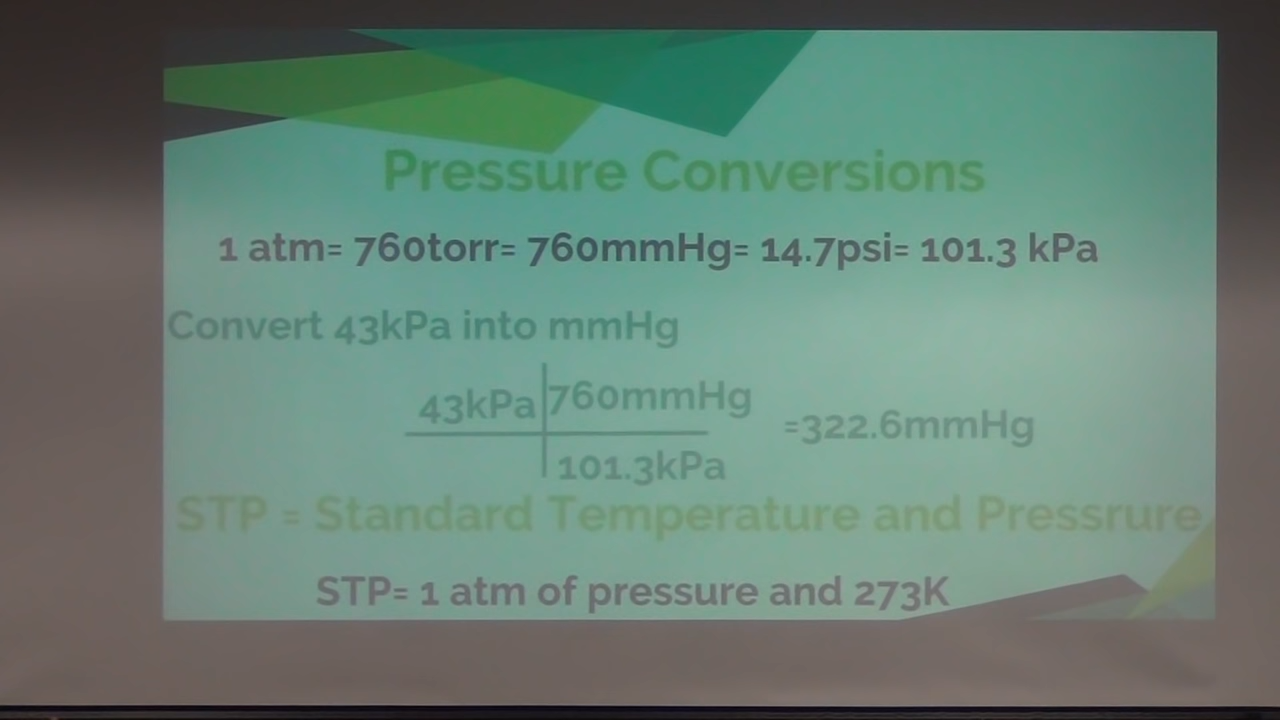 Pressure Conversions
1 atm= 760torr= 760mmHg= 14.7psi= 101.3 kPa
Convert 43kPa into mmHg
43kPa 760mmHg
=322.6mmHg
101.3kPa
STP = Standard Temperature and Pressrure
STP= 1 atm of pressure and 273K